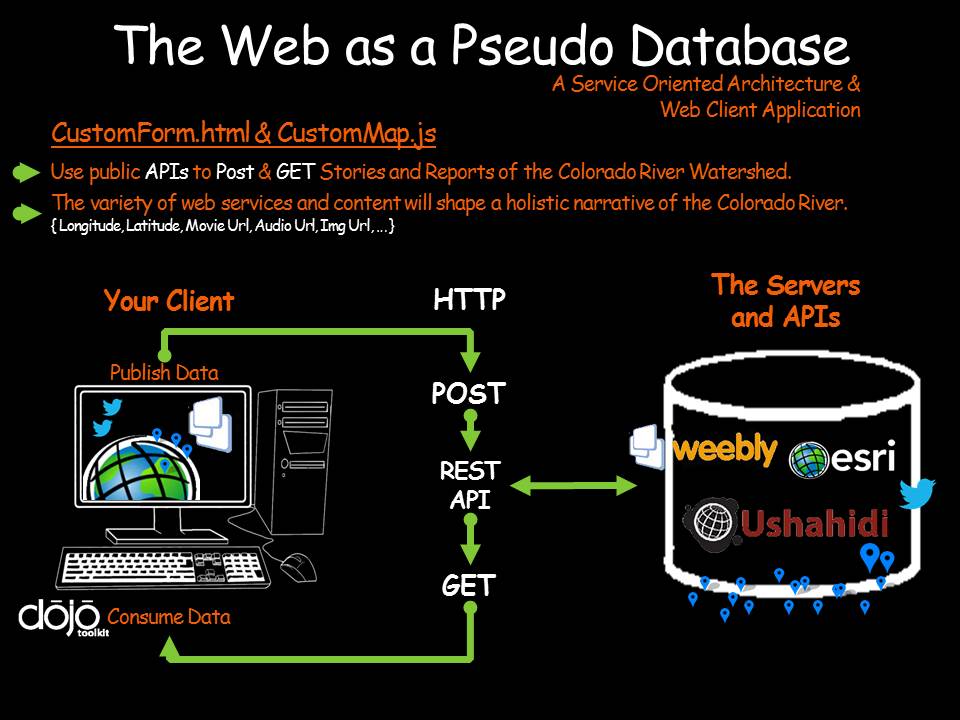 The Web as a Pseudo Database
A Service Oriented Architecture &
Web Client Application
CustomForm.html & CustomMap.js
Use public APIs to Post & GET Stories and Reports of the Colorado River Watershed.
The variety of web services and content will shape a holistic narrative of the Colorado River.
{ Longitude, Latitude, Movie Url, Audio Url, Img Url, ... }
Your Client
HTTP
The Servers
and APIs
Publish Data
POST
REST
API
weebly
esri
Ushahidi
GET
dōjō
toolkit
Consume Data